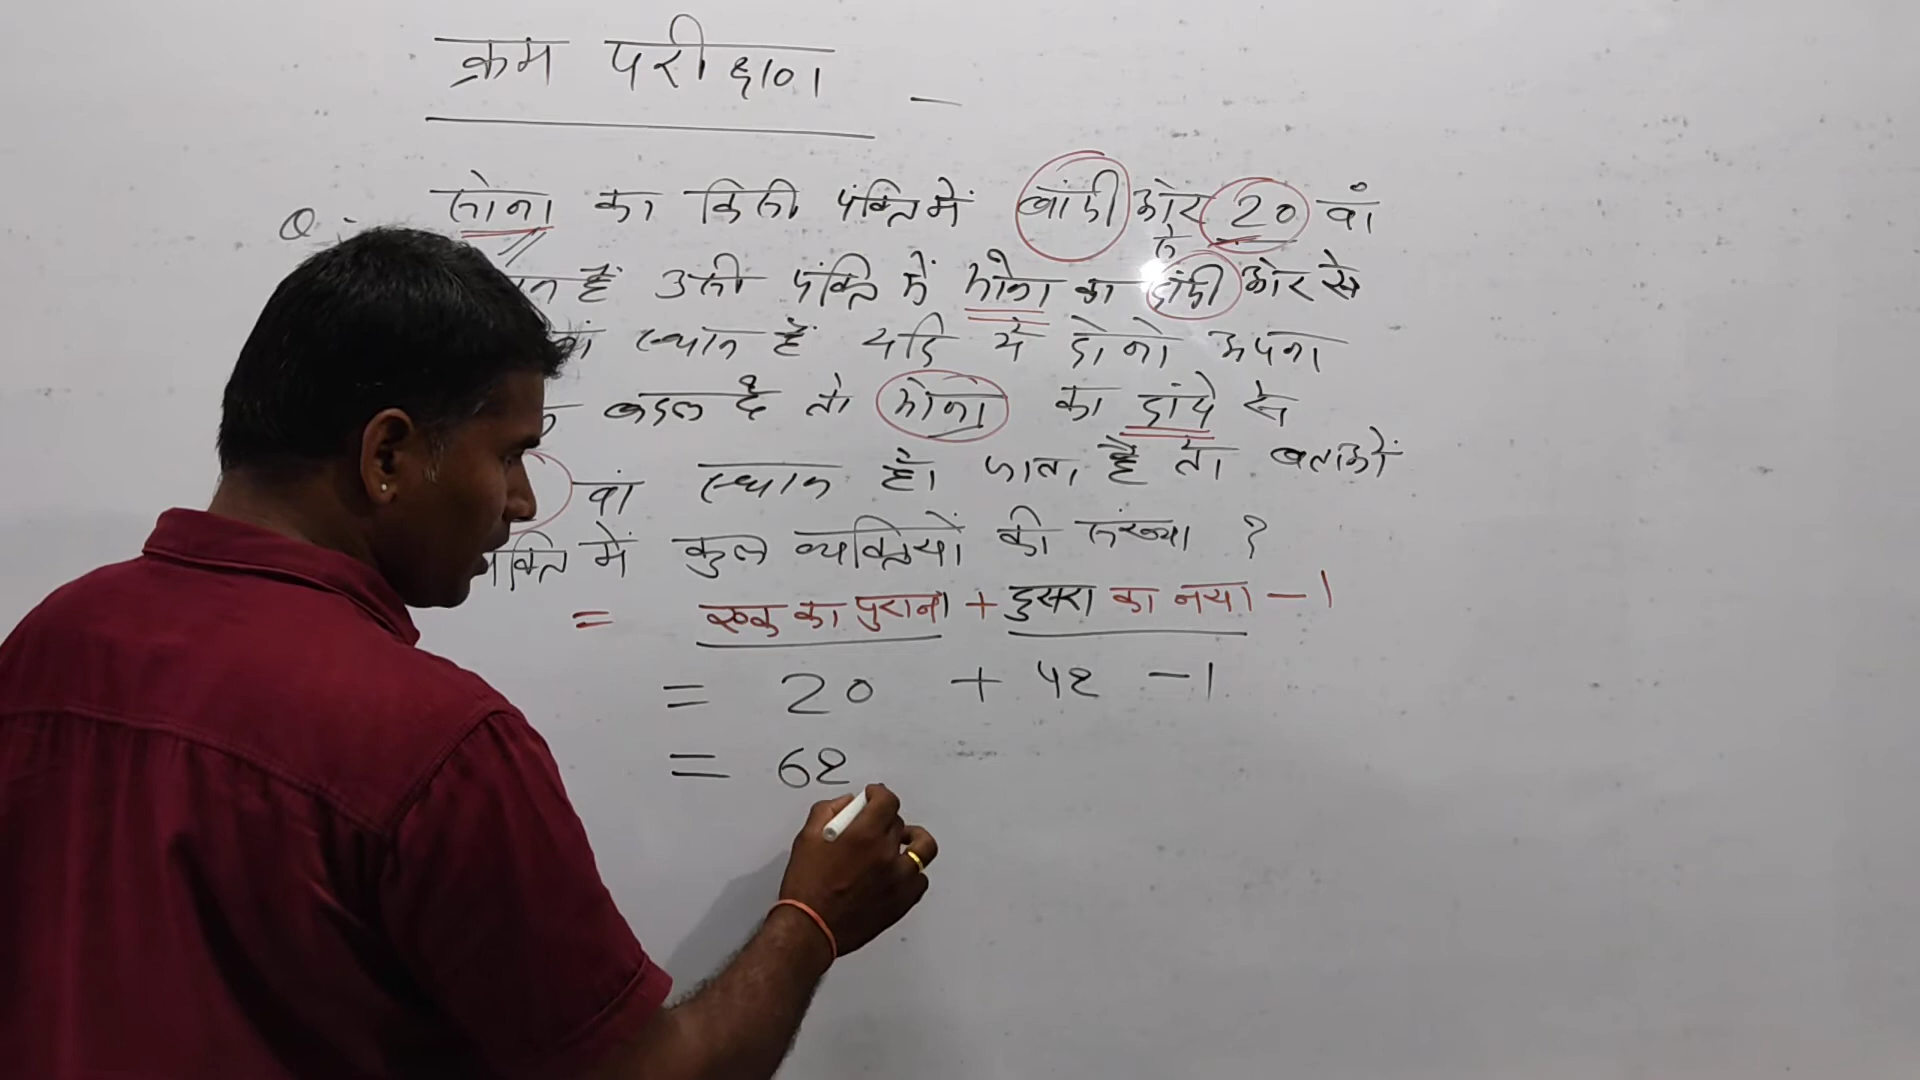 क्रम परीक्षण -
Q :- सोना का किसी पंक्ति में बांयी ओर से 20 वां
हैं उसी पंक्ति में मोना का दांयी ओर से
वां स्थान हैं यदि ये दोनो अपना
बदल दे तो मोना का दांये से
वां स्थान हो जाता है तो बताओं
पंक्ति में कुल व्यक्तियों की संख्या ?
= एक का पुराना + दुसरा का नया - 1
= 20 + 42 - 1
= 62